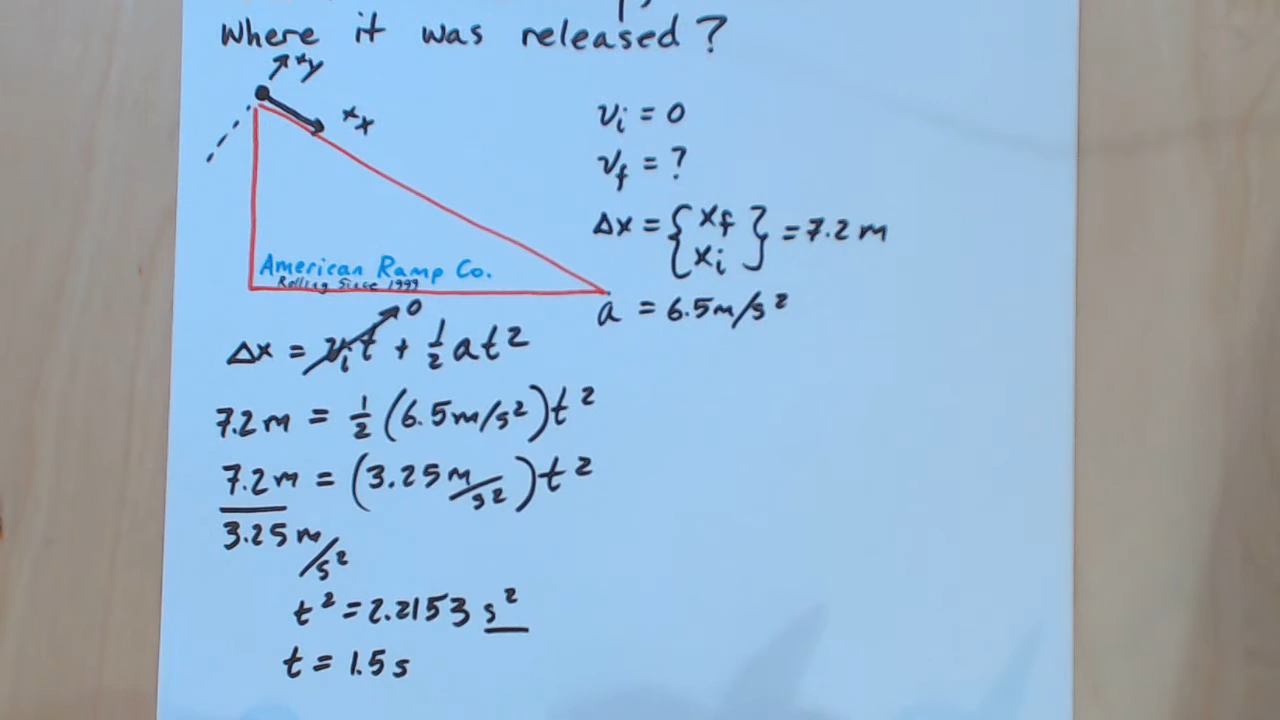 where it was released?
+y
+x
American Ramp Co.
Rolling Since 1999
vᵢ = 0
v_f = ?
Δx = {x_f xᵢ} = 7.2 m
a = 6.5 m/s²
Δx = vᵢt + ½at²
0
7.2 m = ½(6.5 m/s²)t²
7.2 m = (3.25 m/s²)t²
3.25 m/s²
t² = 2.2153 s²
t = 1.5 s